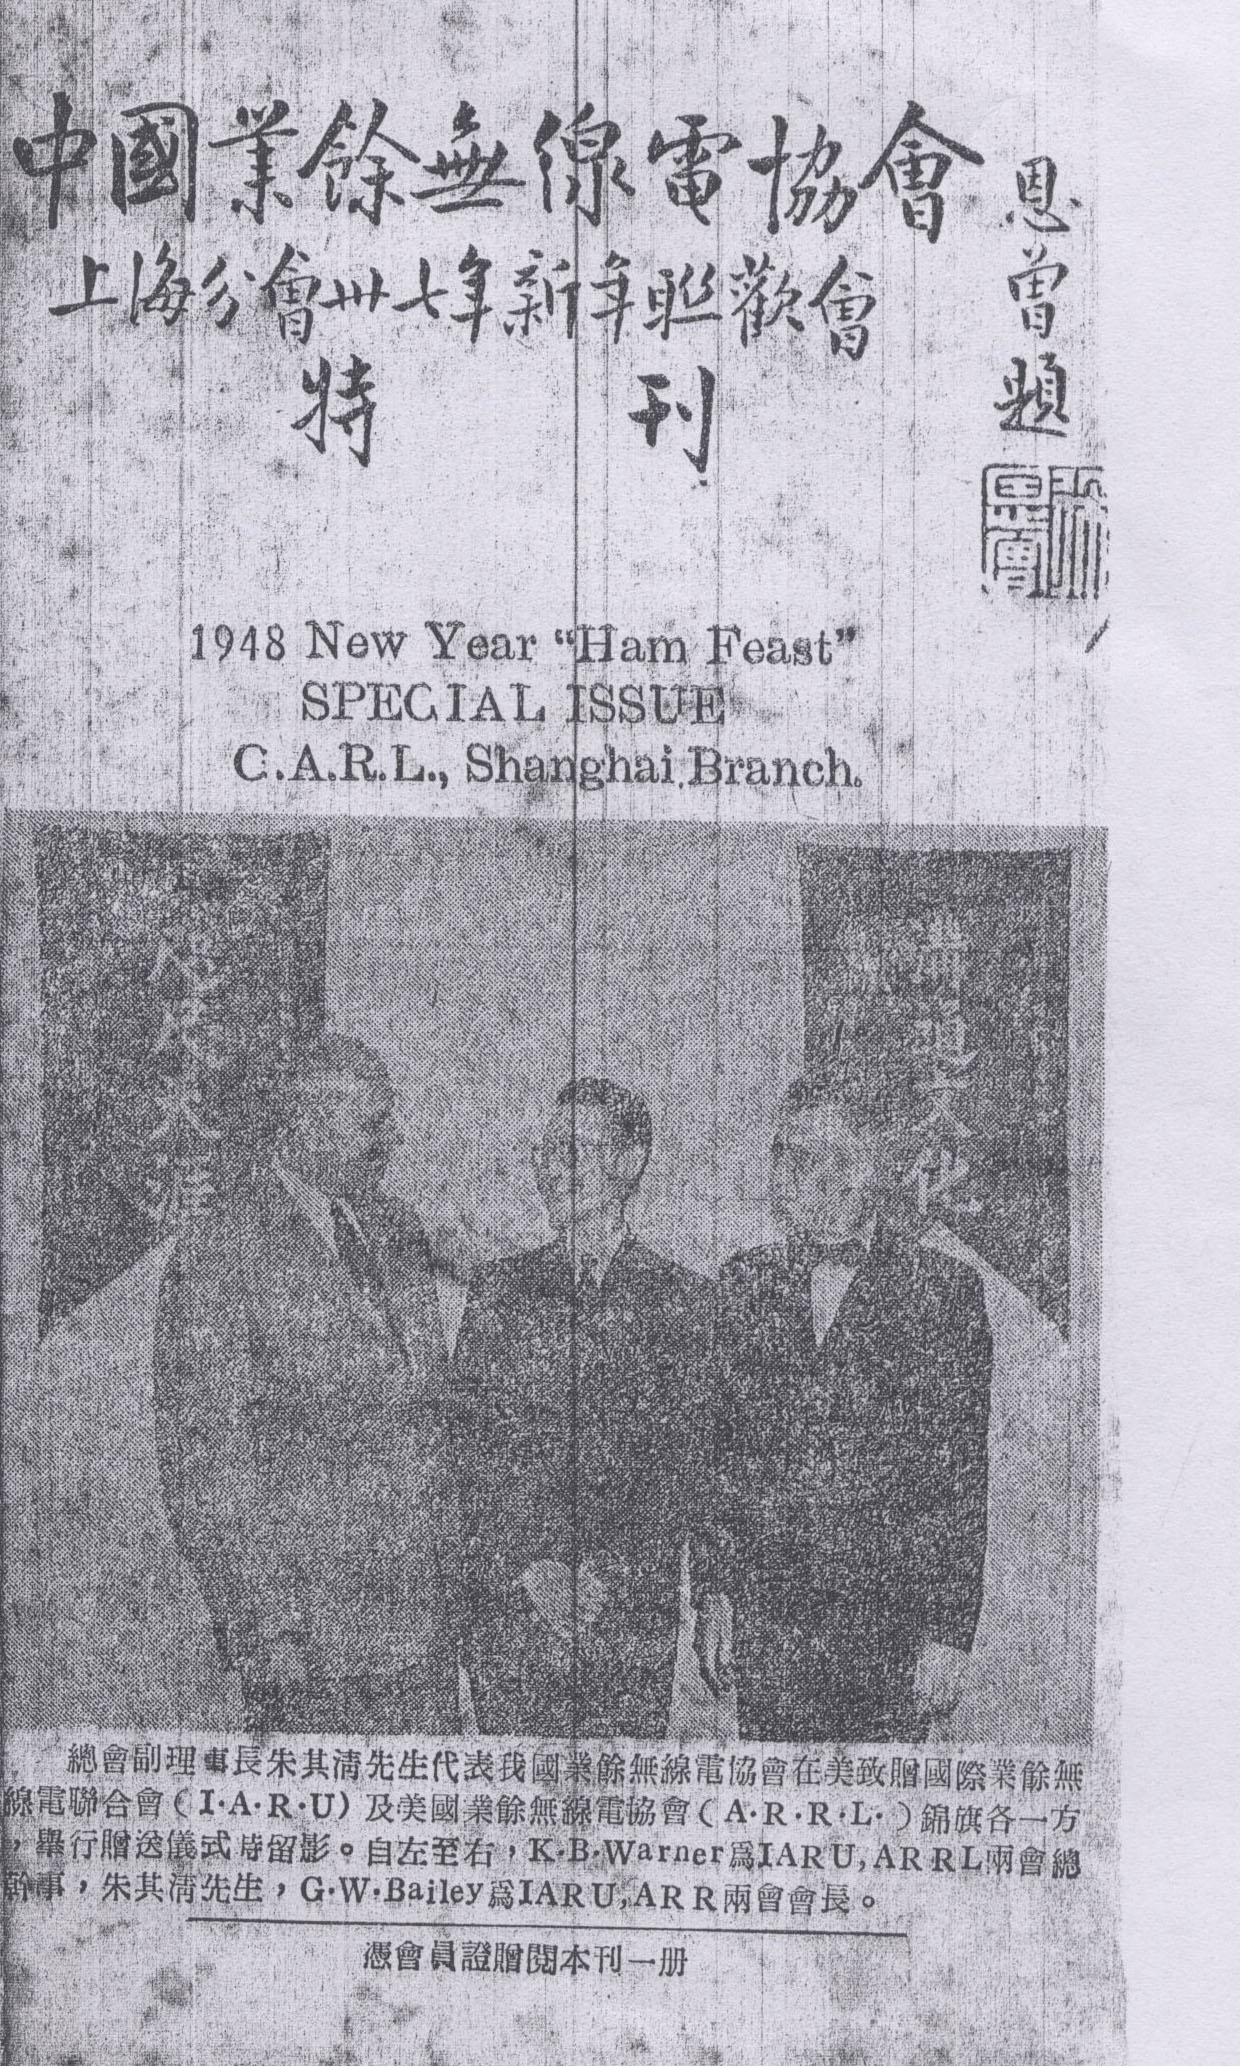 中國業餘無線電協會
上海分會卅七年新年聯歡會
特刊
恩曾題
1948 New Year “Ham Feast”
SPECIAL ISSUE
C.A.R.L., Shanghai Branch.
天涯
文化
總會副理事長朱其清先生代表我國業餘無線電協會在美致贈國際業餘無
線電聯合會（I·A·R·U）及美國業餘無線電協會（A·R·R·L·）錦旗各一方
，舉行贈送儀式時留影。自左至右，K·B·Warner爲IARU,ARRL兩會總
幹事，朱其清先生，G·W·Bailey爲IARU,ARR兩會會長。
憑會員證贈閱本刊一册